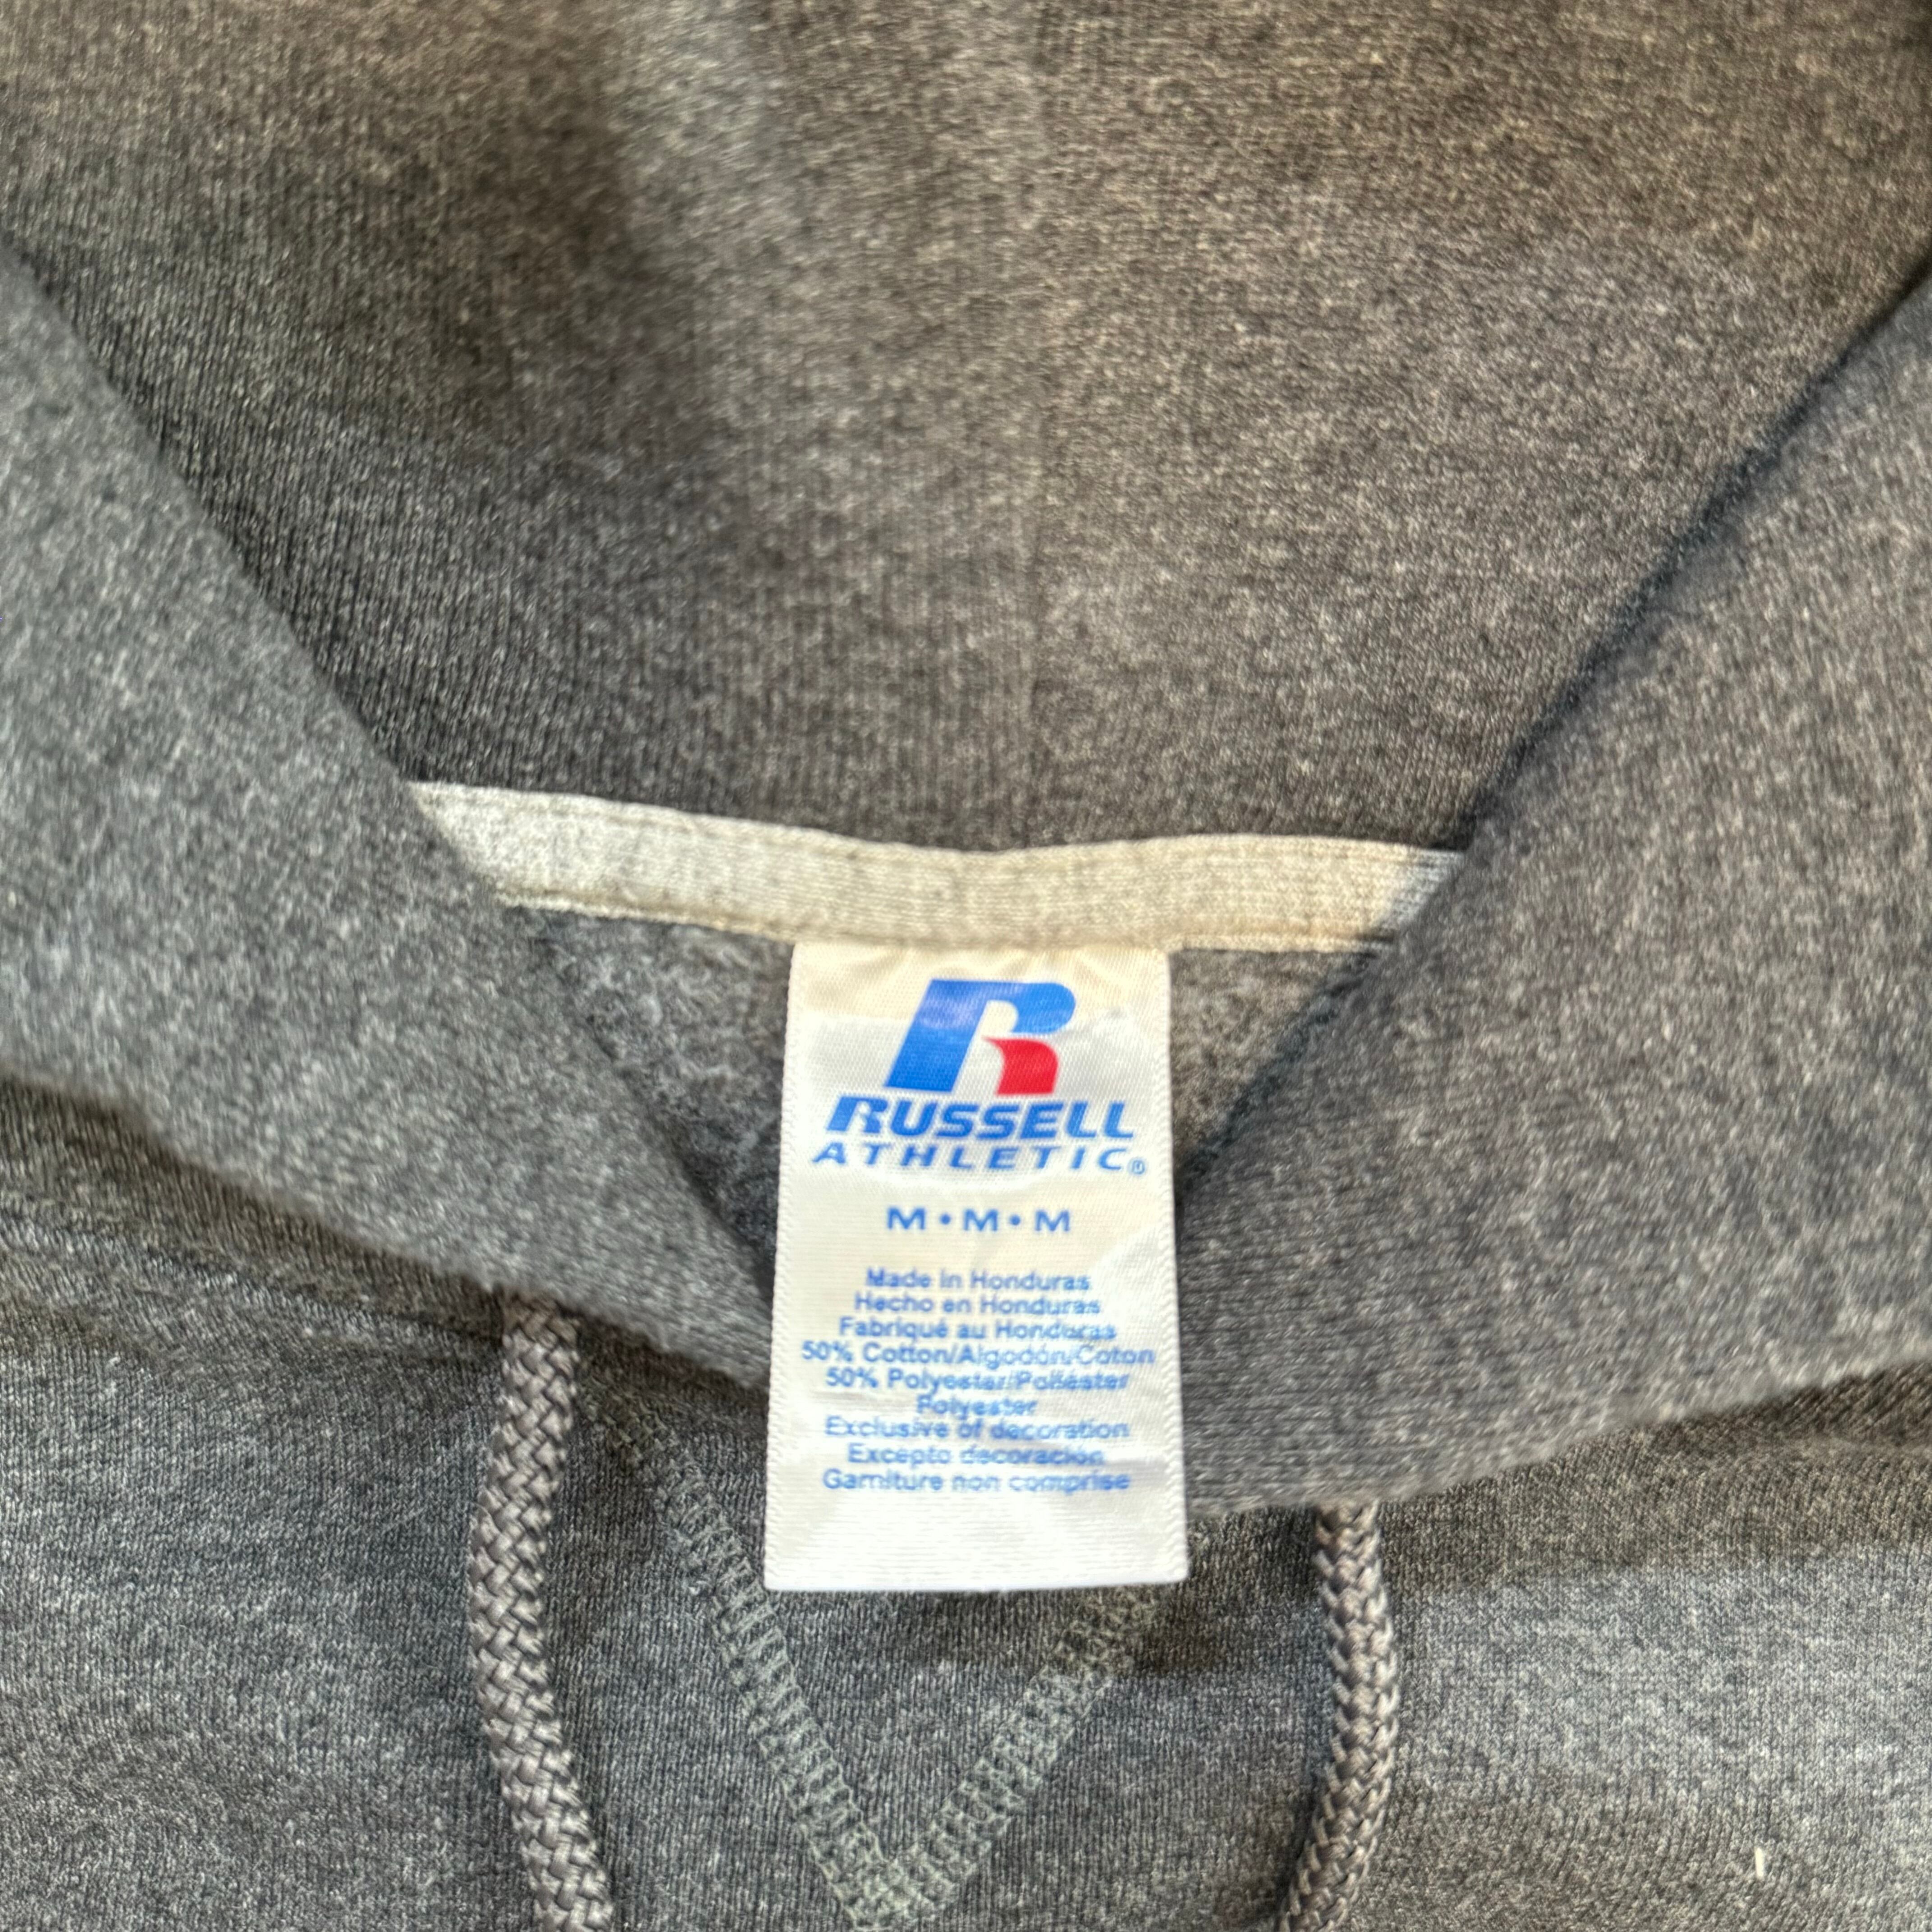 R
RUSSELL
ATHLETIC®
M•M•M
Made in Honduras
Hecho en Honduras
Fabriqué au Honduras
50% Cotton/Algodón/Coton
50% Polyester/Poliéster
Polyester
Exclusive of decoration
Excepto decoración
Garniture non comprise